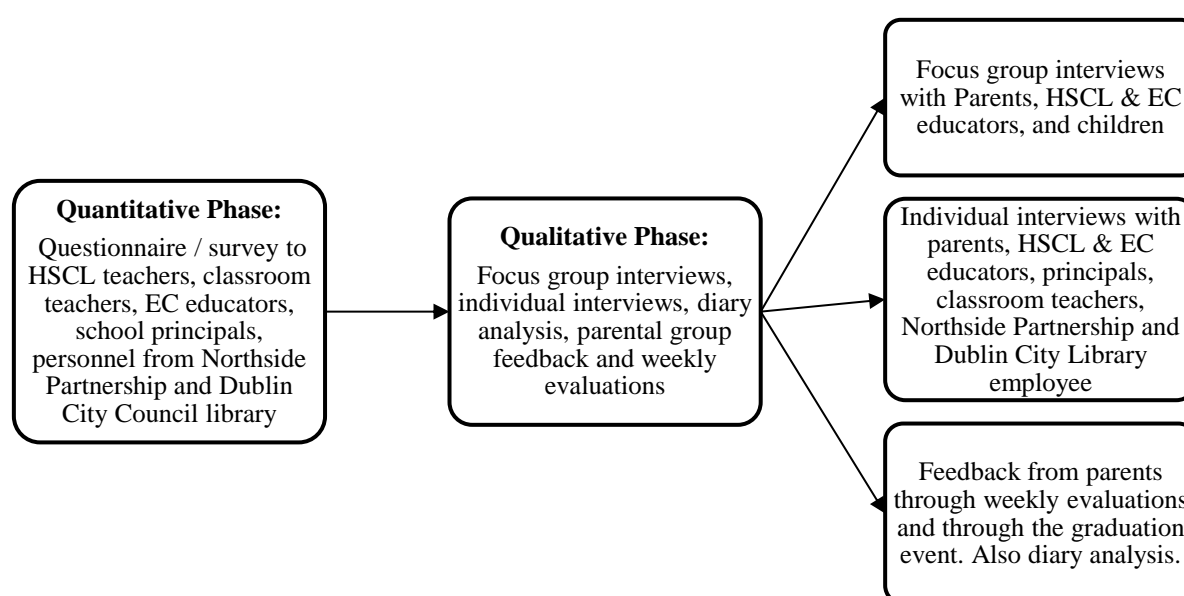 Quantitative Phase:
Questionnaire / survey to
HSCL teachers, classroom
teachers, EC educators,
school principals,
personnel from Northside
Partnership and Dublin
City Council library
Qualitative Phase:
Focus group interviews,
individual interviews, diary
analysis, parental group
feedback and weekly
evaluations
Focus group interviews
with Parents, HSCL & EC
educators, and children
Individual interviews with
parents, HSCL & EC
educators, principals,
classroom teachers,
Northside Partnership and
Dublin City Library
employee
Feedback from parents
through weekly evaluations
and through the graduation
event. Also diary analysis.